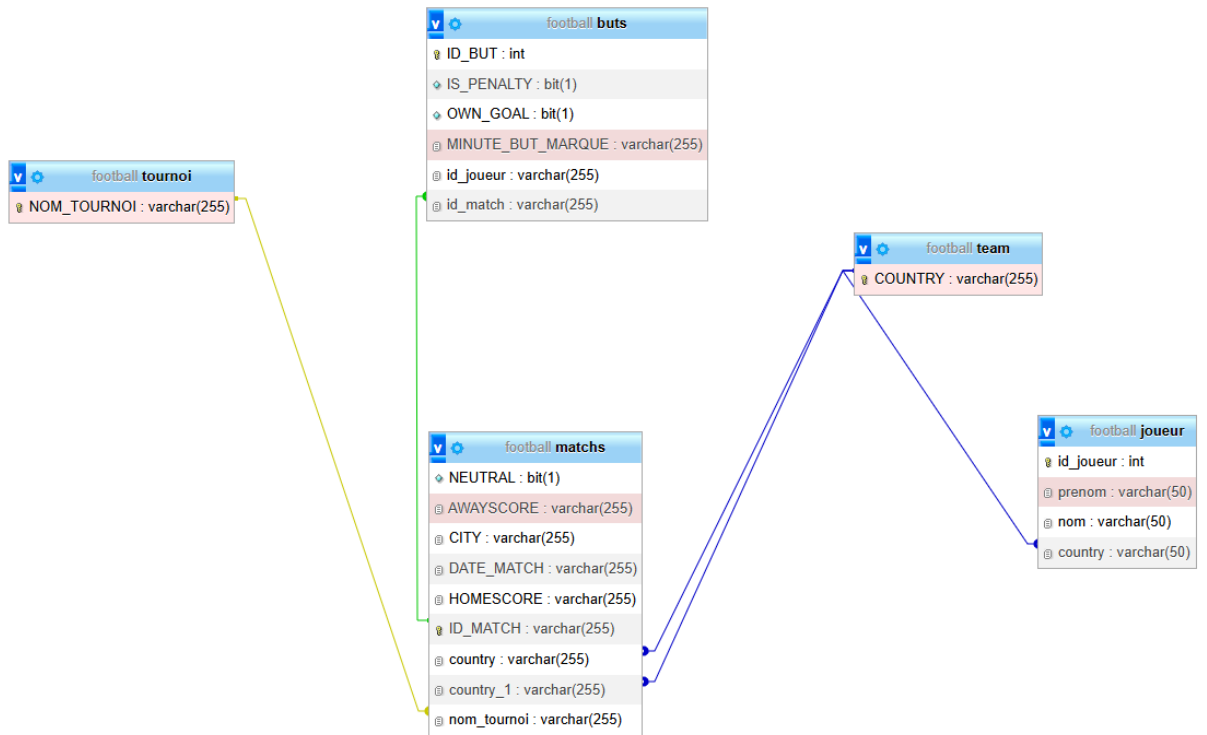 v football buts
ID_BUT : int
IS_PENALTY : bit(1)
OWN_GOAL : bit(1)
MINUTE_BUT_MARQUE : varchar(255)
id_joueur : varchar(255)
id_match : varchar(255)
v football tournoi
NOM_TOURNOI : varchar(255)
v football team
COUNTRY : varchar(255)
v football matchs
NEUTRAL : bit(1)
AWAYSCORE : varchar(255)
CITY : varchar(255)
DATE_MATCH : varchar(255)
HOMESCORE : varchar(255)
ID_MATCH : varchar(255)
country : varchar(255)
country_1 : varchar(255)
nom_tournoi : varchar(255)
v football joueur
id_joueur : int
prenom : varchar(50)
nom : varchar(50)
country : varchar(50)